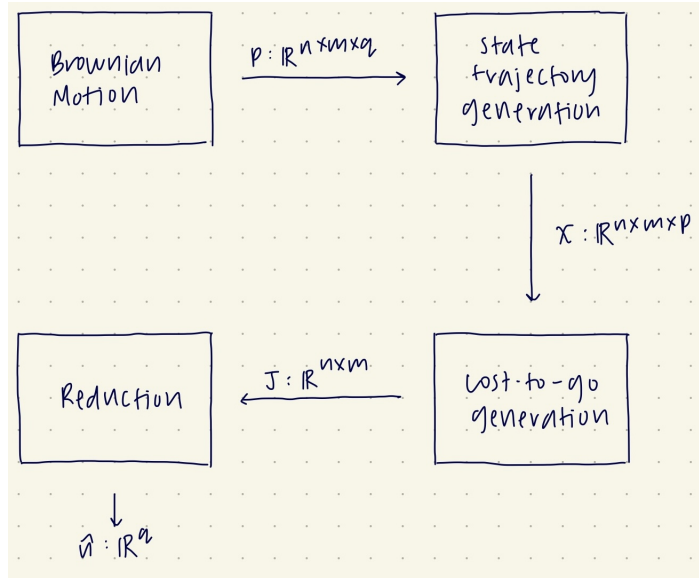 Brownian
Motion
P : ℝ^{n×m×q}
state
trajectory
generation
x : ℝ^{n×m×p}
cost-to-go
generation
J : ℝ^{n×m}
Reduction
û : ℝ^q